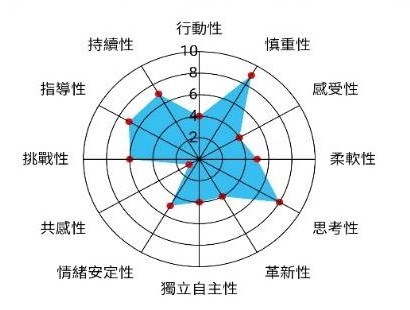 行動性
持續性
慎重性
10
8
指導性
感受性
6
4
2
挑戰性
柔軟性
共感性
思考性
情緒安定性
革新性
獨立自主性